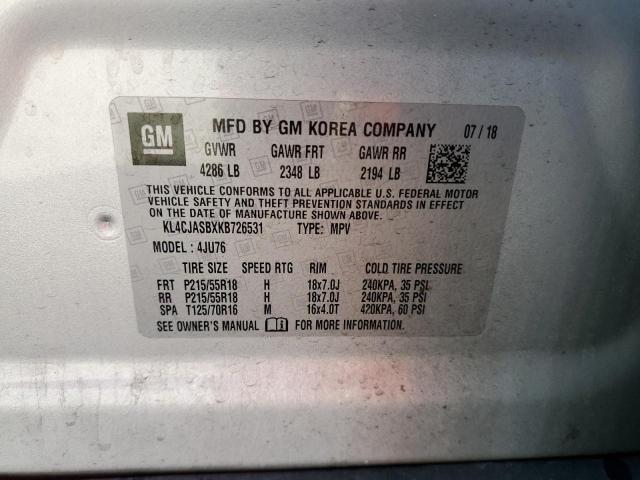 GM
MFD BY GM KOREA COMPANY 07/18
GVWR GAWR FRT GAWR RR
4286 LB 2348 LB 2194 LB
THIS VEHICLE CONFORMS TO ALL APPLICABLE U.S. FEDERAL MOTOR
VEHICLE SAFETY AND THEFT PREVENTION STANDARDS IN EFFECT
ON THE DATE OF MANUFACTURE SHOWN ABOVE.
KL4CJASBXKB726531 TYPE: MPV
MODEL: 4JU76
TIRE SIZE SPEED RTG RIM COLD TIRE PRESSURE
FRT P215/55R18 H 18x7.0J 240KPA, 35 PSI
RR P215/55R18 H 18x7.0J 240KPA, 35 PSI
SPA T125/70R16 M 16x4.0T 420KPA, 60 PSI
SEE OWNER'S MANUAL FOR MORE INFORMATION.